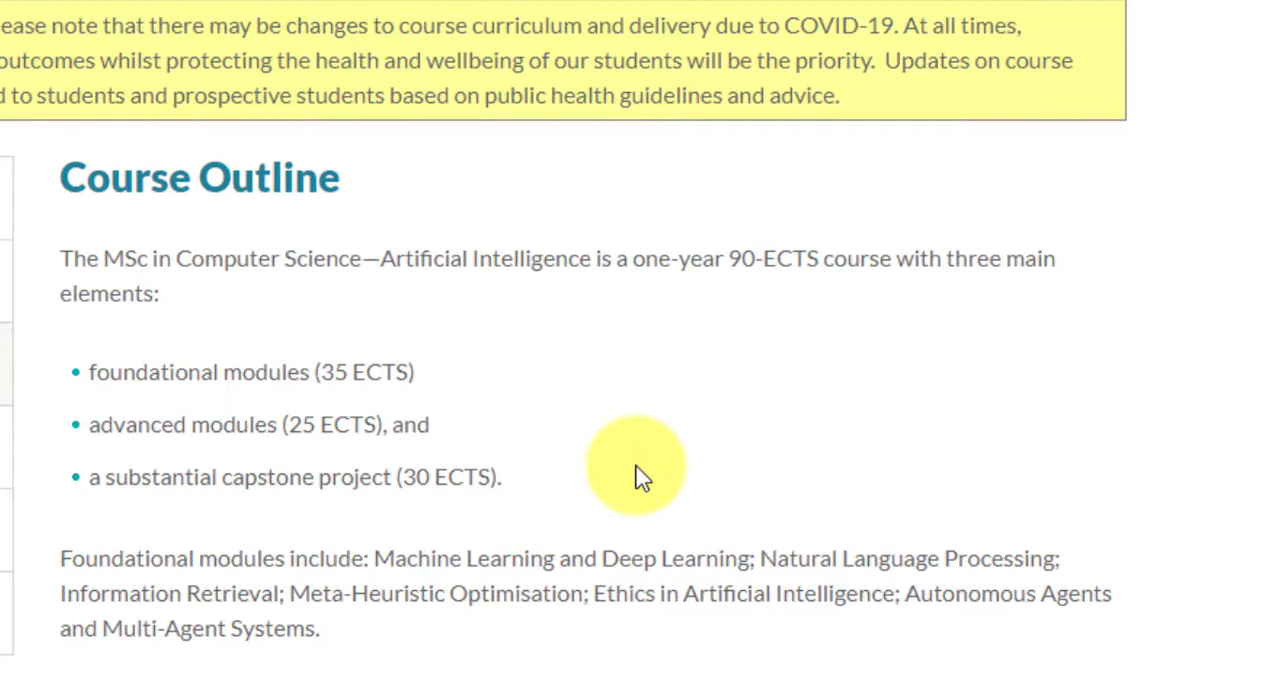 note that there may be changes to course curriculum and delivery due to COVID-19. At all times,
outcomes whilst protecting the health and wellbeing of our students will be the priority. Updates on course
to students and prospective students based on public health guidelines and advice.
Course Outline
The MSc in Computer Science—Artificial Intelligence is a one-year 90-ECTS course with three main
elements:
• foundational modules (35 ECTS)
• advanced modules (25 ECTS), and
• a substantial capstone project (30 ECTS).
Foundational modules include: Machine Learning and Deep Learning; Natural Language Processing;
Information Retrieval; Meta-Heuristic Optimisation; Ethics in Artificial Intelligence; Autonomous Agents
and Multi-Agent Systems.